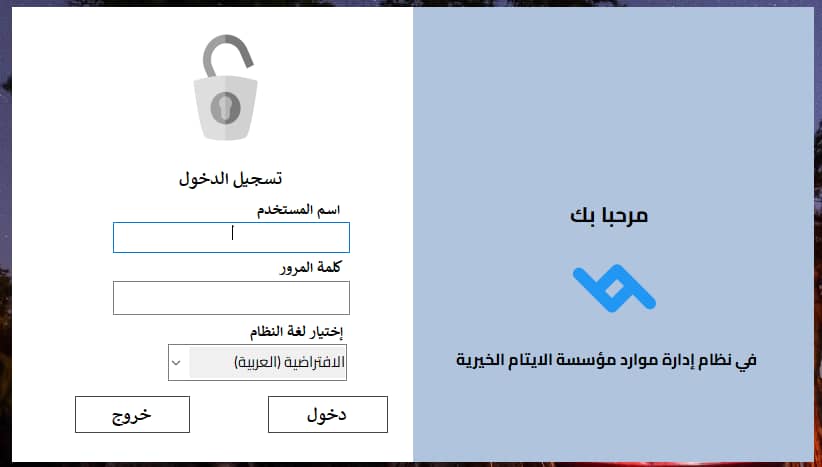 مرحبا بك
في نظام إدارة موارد مؤسسة الايتام الخيرية
تسجيل الدخول
اسم المستخدم
كلمة المرور
إختيار لغة النظام
الافتراضية (العربية)
دخول
خروج